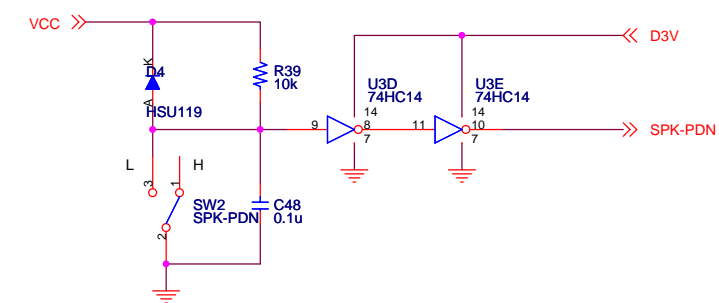 VCC
D3V
K
D4
A
HSU119
R39
10k
U3D
74HC14
U3E
74HC14
14
14
9
8
11
10
7
7
SPK-PDN
L
H
3
1
SW2
SPK-PDN
C48
0.1u
2